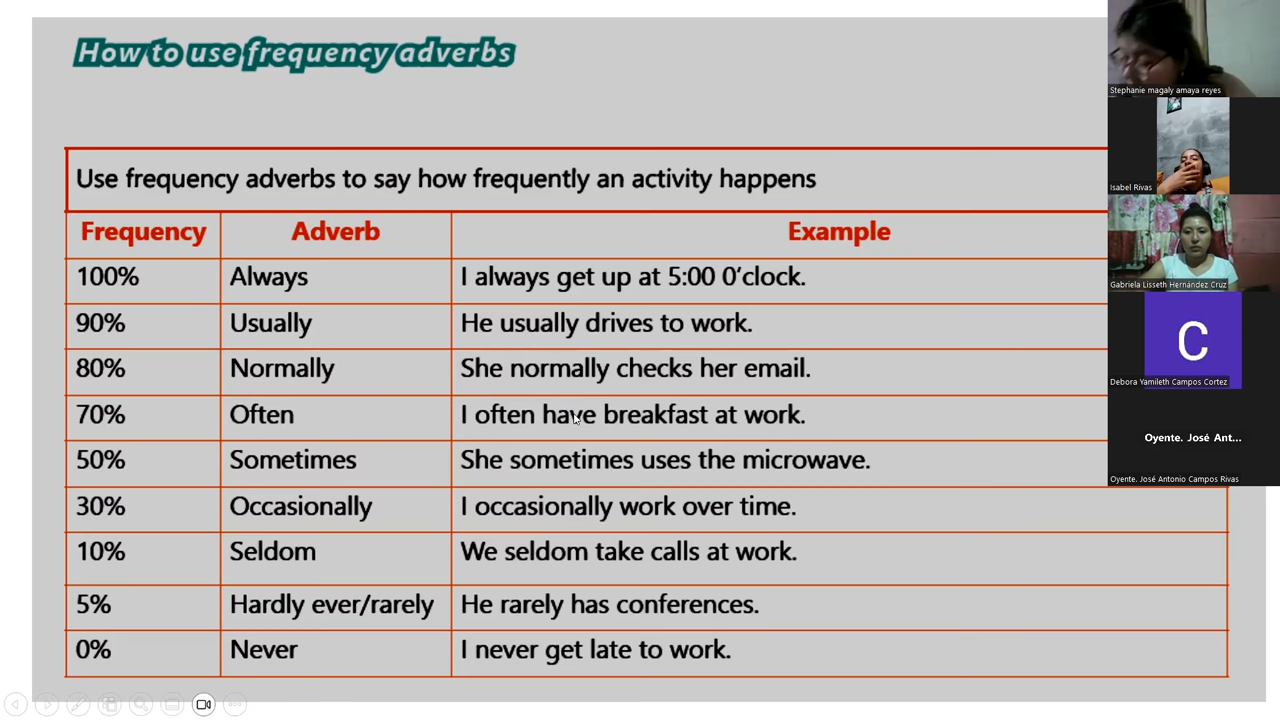 How to use frequency adverbs
Use frequency adverbs to say how frequently an activity happens
Frequency Adverb Example
100% Always I always get up at 5:00 0'clock.
90% Usually He usually drives to work.
80% Normally She normally checks her email.
70% Often I often have breakfast at work.
50% Sometimes She sometimes uses the microwave.
30% Occasionally I occasionally work over time.
10% Seldom We seldom take calls at work.
5% Hardly ever/rarely He rarely has conferences.
0% Never I never get late to work.
Stephanie magaly amaya reyes
Isabel Rivas
Gabriela Lisseth Hernández Cruz
C
Debora Yamileth Campos Cortez
Oyente. José Ant...
Oyente. José Antonio Campos Rivas